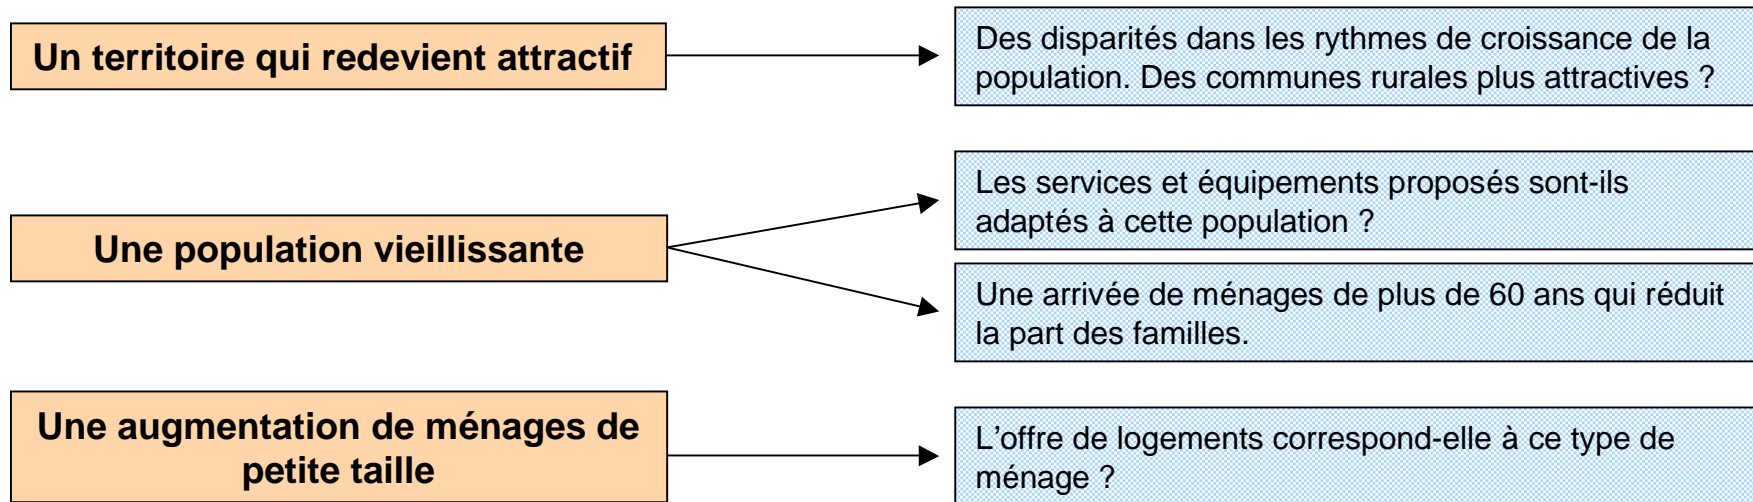 Un territoire qui redevient attractif
Des disparités dans les rythmes de croissance de la
population. Des communes rurales plus attractives ?
Une population vieillissante
Les services et équipements proposés sont-ils
adaptés à cette population ?
Une arrivée de ménages de plus de 60 ans qui réduit
la part des familles.
Une augmentation de ménages de
petite taille
L’offre de logements correspond-elle à ce type de
ménage ?